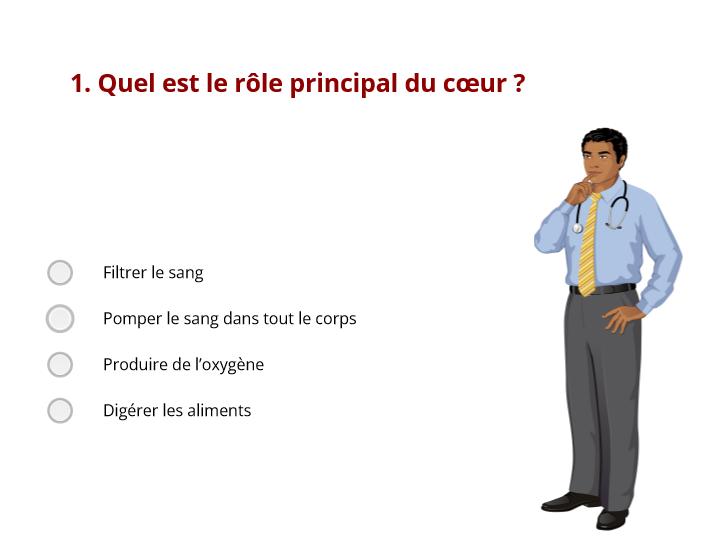 1. Quel est le rôle principal du cœur ?
Filtrer le sang
Pomper le sang dans tout le corps
Produire de l’oxygène
Digérer les aliments